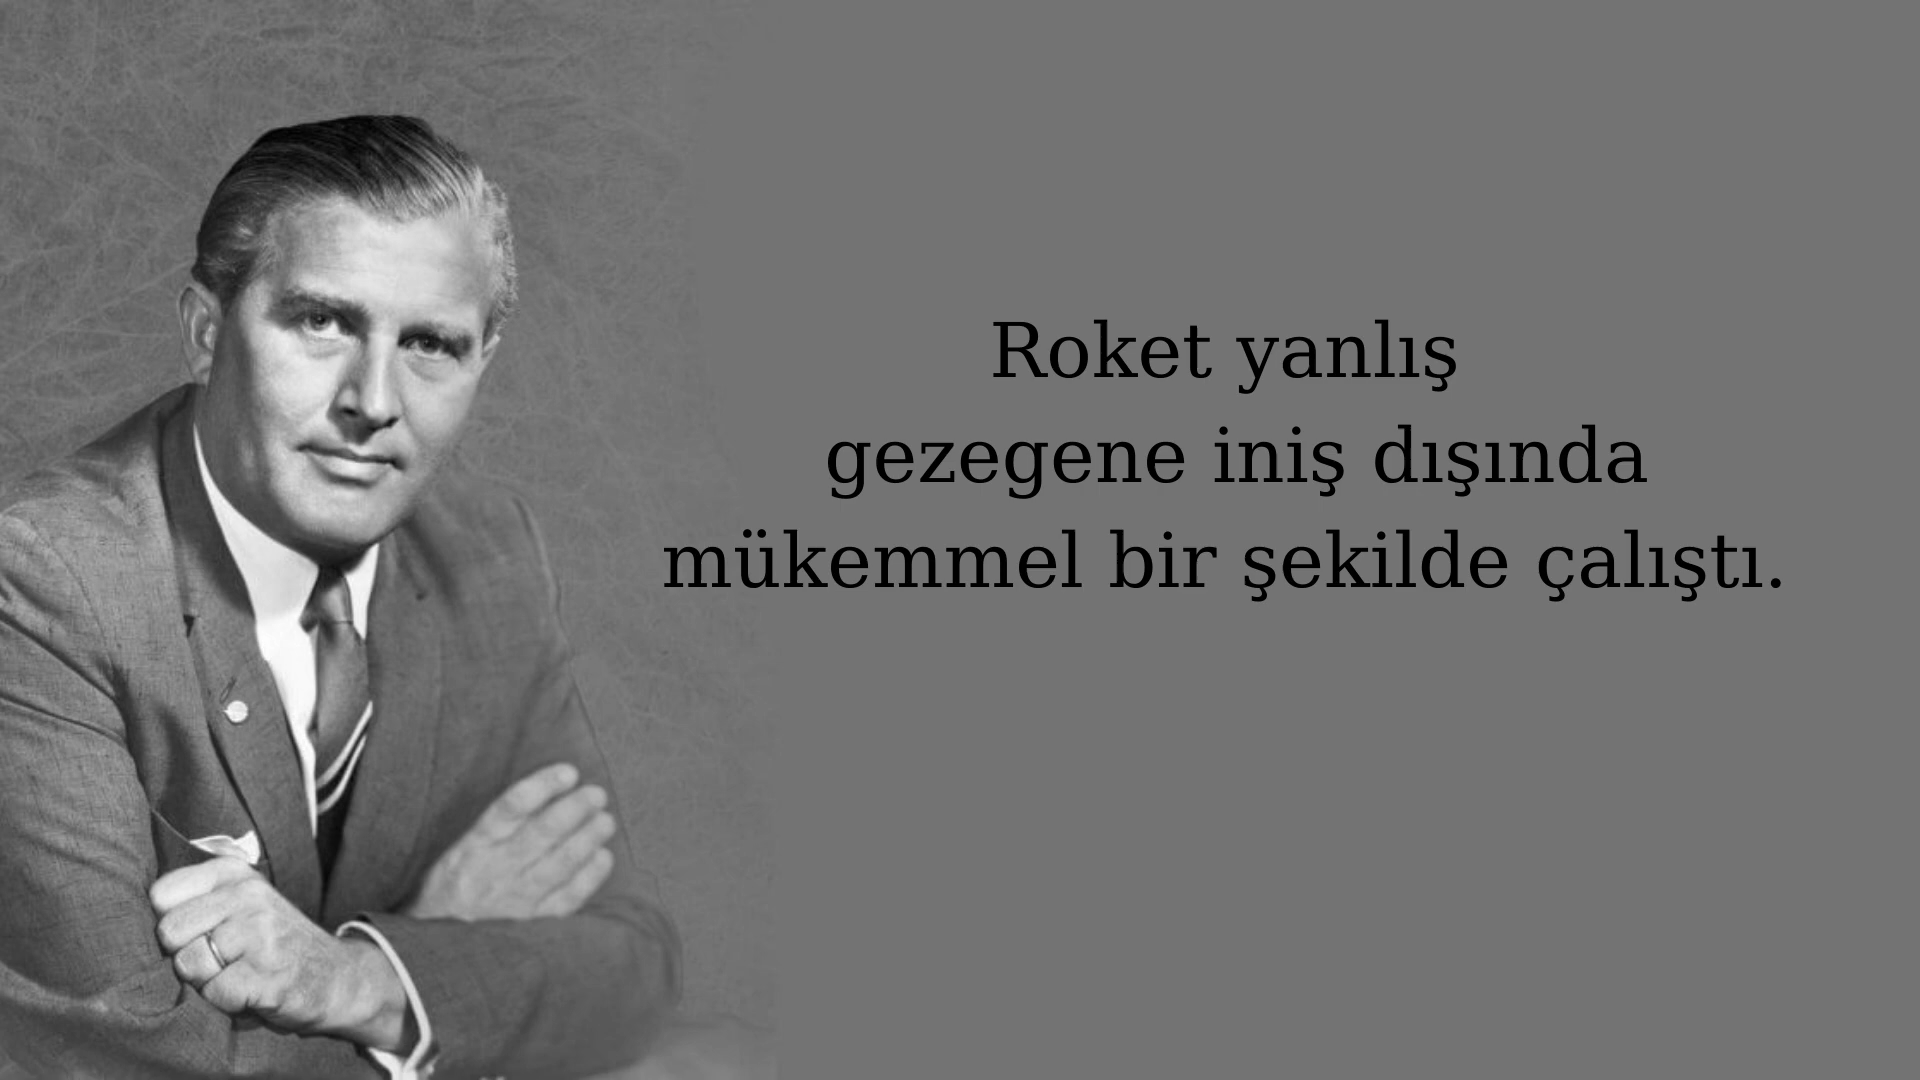 Roket yanlış
gezegene iniş dışında
mükemmel bir şekilde çalıştı.